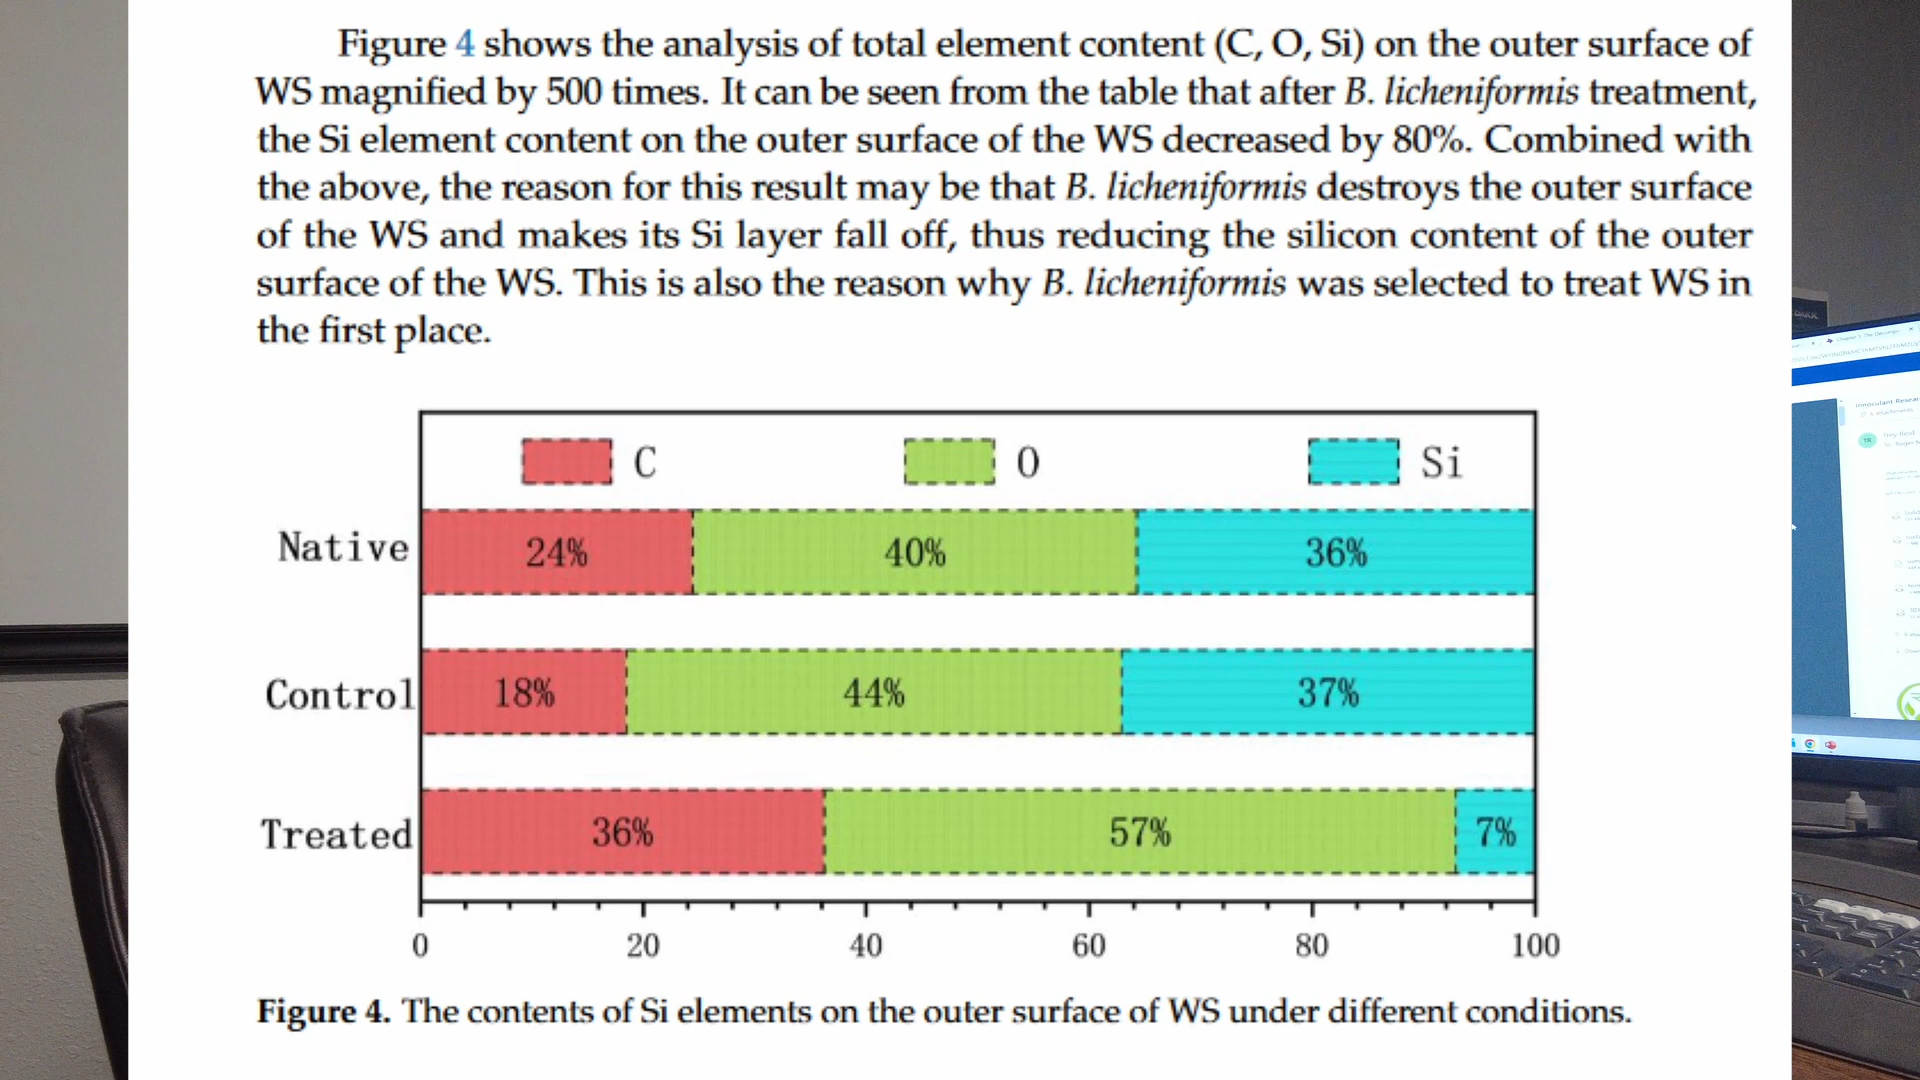 Figure 4 shows the analysis of total element content (C, O, Si) on the outer surface of
WS magnified by 500 times. It can be seen from the table that after B. licheniformis treatment,
the Si element content on the outer surface of the WS decreased by 80%. Combined with
the above, the reason for this result may be that B. licheniformis destroys the outer surface
of the WS and makes its Si layer fall off, thus reducing the silicon content of the outer
surface of the WS. This is also the reason why B. licheniformis was selected to treat WS in
the first place.
C O Si
Native 24% 40% 36%
Control 18% 44% 37%
Treated 36% 57% 7%
0 20 40 60 80 100
Figure 4. The contents of Si elements on the outer surface of WS under different conditions.
TR